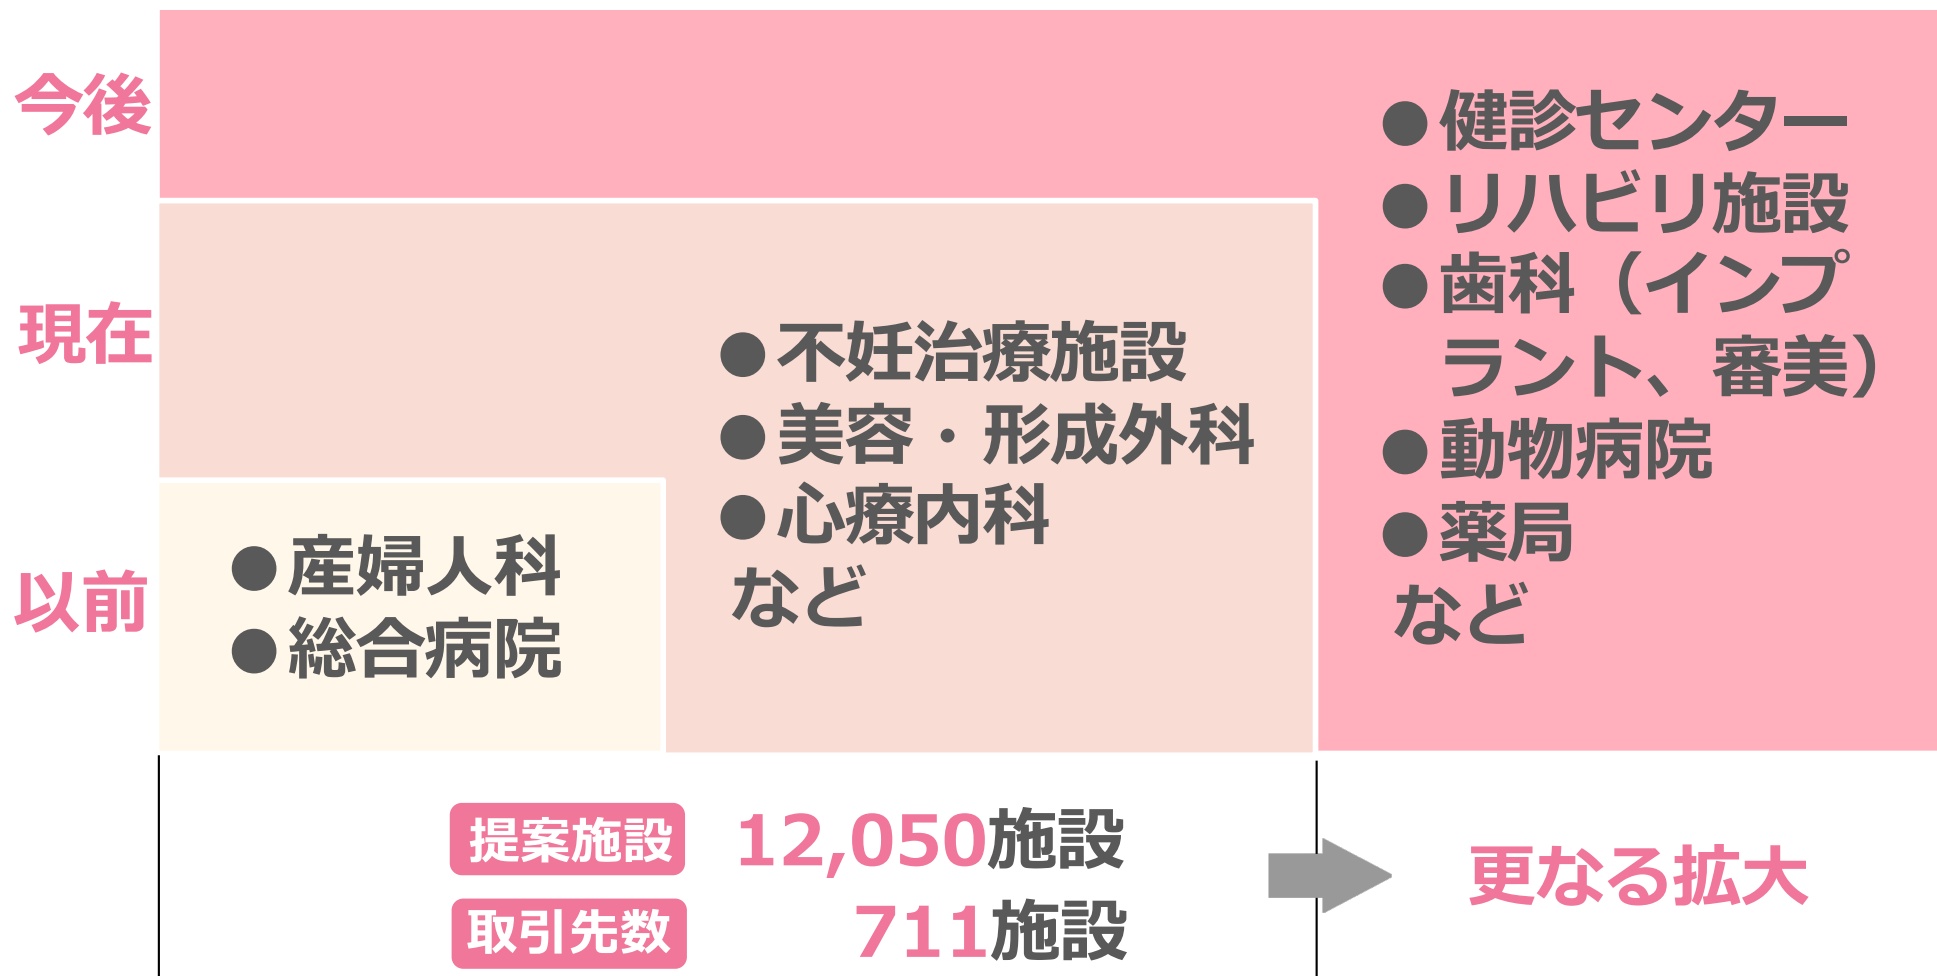 今後
●健診センター
●リハビリ施設
●歯科（インプ
ラント、審美）
●動物病院
●薬局
など
現在
●不妊治療施設
●美容・形成外科
●心療内科
など
以前
●産婦人科
●総合病院
提案施設 12,050施設
取引先数 711施設
更なる拡大